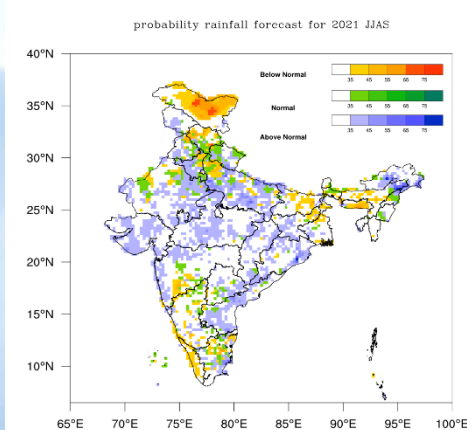 probability rainfall forecast for 2021 JJAS
40°N
35°N
30°N
25°N
20°N
15°N
10°N
65°E 70°E 75°E 80°E 85°E 90°E 95°E 100°E
Below Normal
35 45 55 65 75
Normal
35 45 55 65 75
Above Normal
35 45 55 65 75